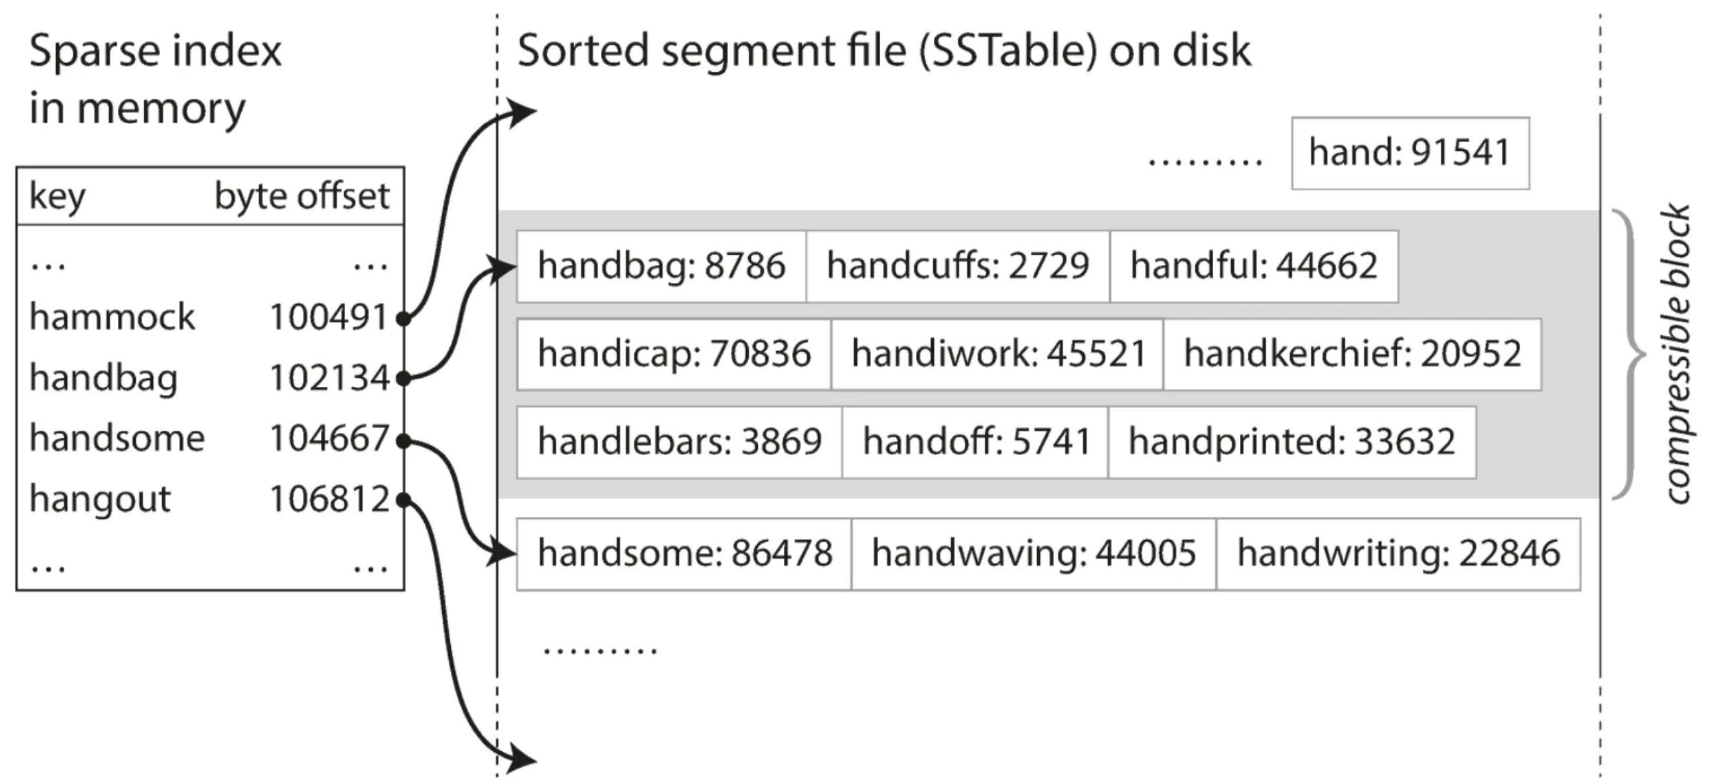 Sparse index
in memory
key byte offset
... ...
hammock 100491
handbag 102134
handsome 104667
hangout 106812
... ...
Sorted segment file (SSTable) on disk
......... hand: 91541
handbag: 8786 handcuffs: 2729 handful: 44662
handicap: 70836 handiwork: 45521 handkerchief: 20952
handlebars: 3869 handoff: 5741 handprinted: 33632
handsome: 86478 handwaving: 44005 handwriting: 22846
.........
compressible block